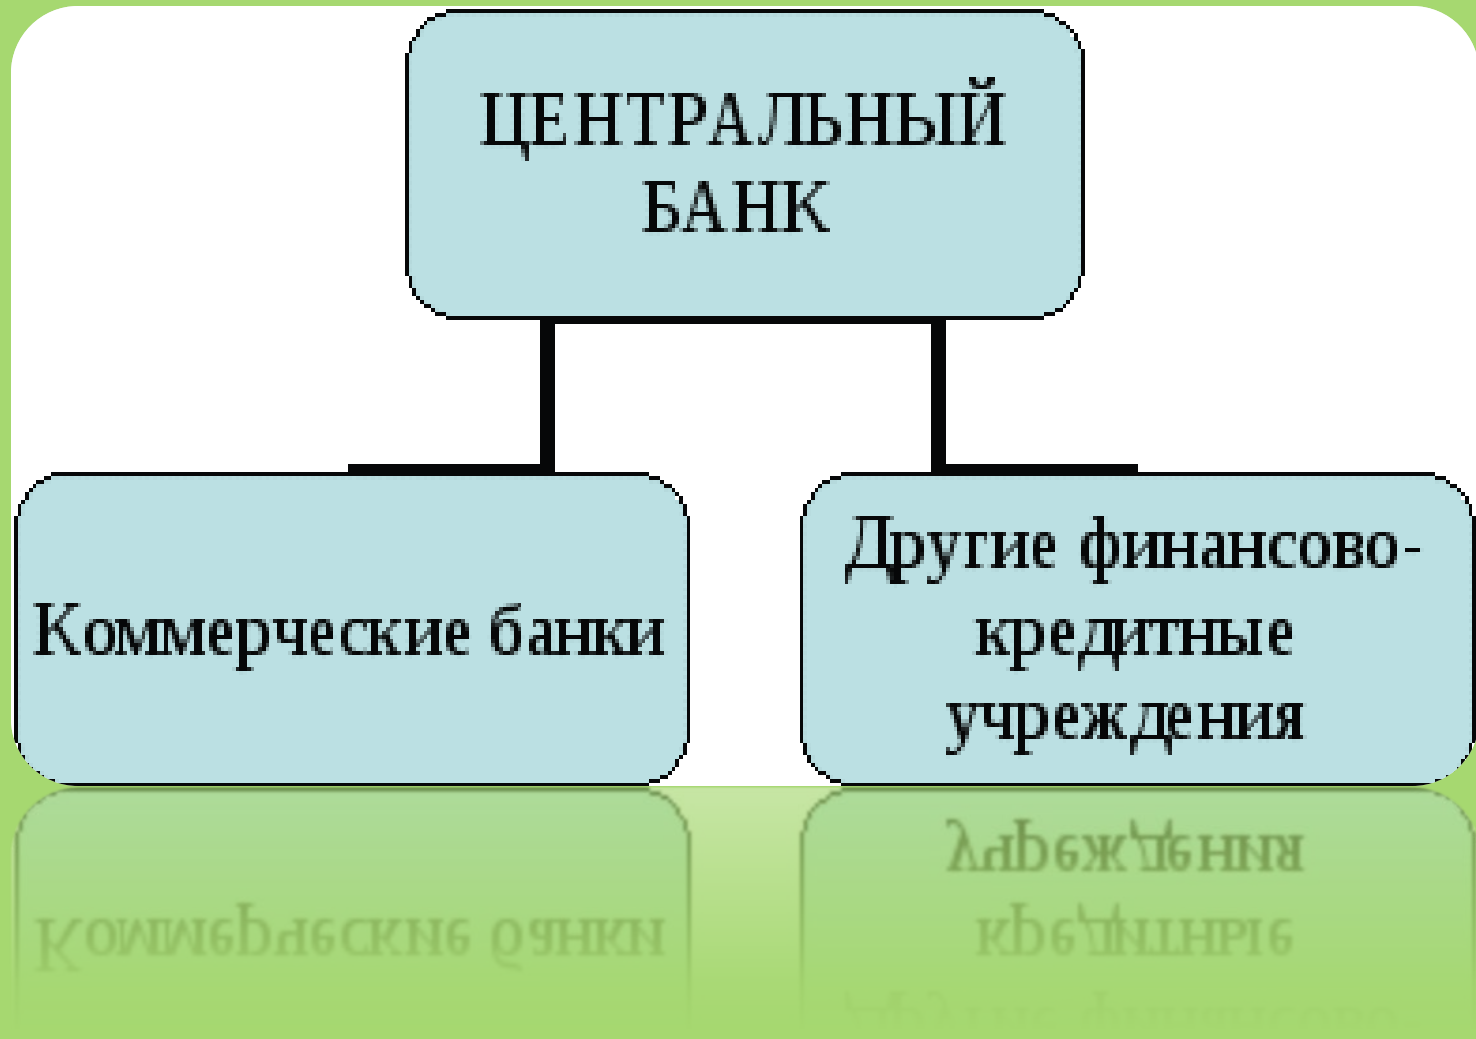 ЦЕНТРАЛЬНЫЙ
БАНК
Коммерческие банки
Другие финансово-
кредитные
учреждения